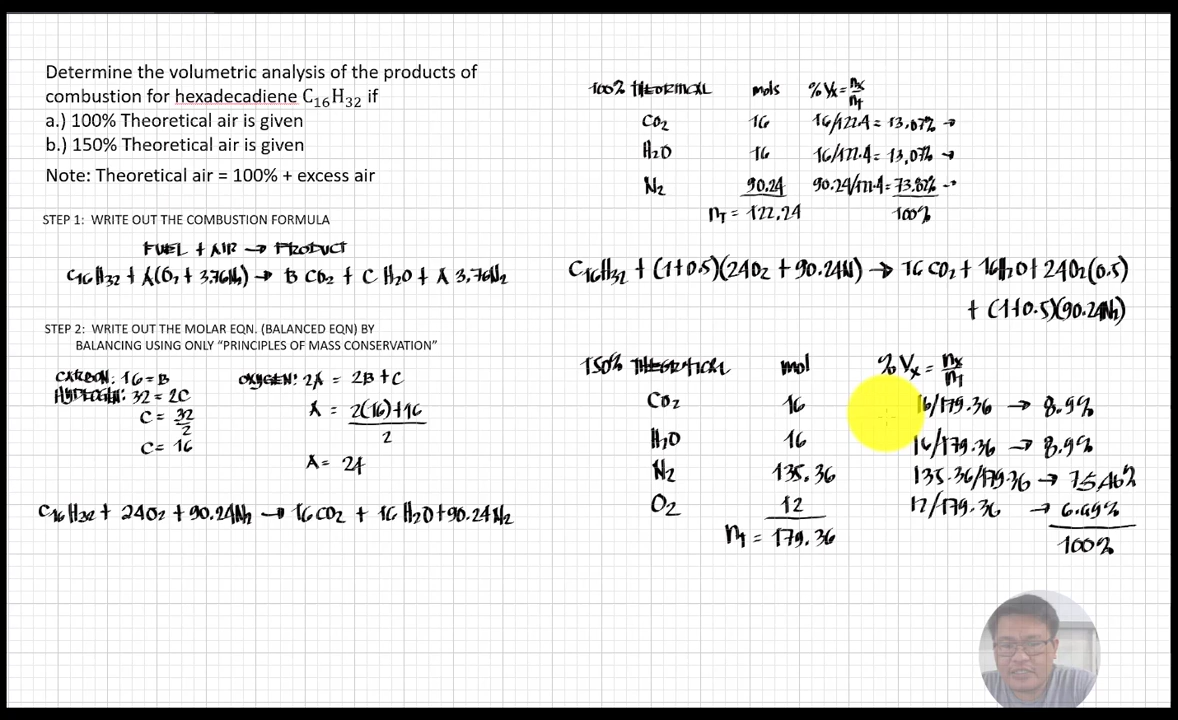 Determine the volumetric analysis of the products of
combustion for hexadecadiene C₁₆H₃₂ if
a.) 100% Theoretical air is given
b.) 150% Theoretical air is given
Note: Theoretical air = 100% + excess air
STEP 1: WRITE OUT THE COMBUSTION FORMULA
FUEL + AIR → PRODUCT
C₁₆H₃₂ + A(O₂ + 3.76N₂) → B CO₂ + C H₂O + A 3.76N₂
STEP 2: WRITE OUT THE MOLAR EQN. (BALANCED EQN) BY
BALANCING USING ONLY “PRINCIPLES OF MASS CONSERVATION”
CARBON: 16 = B
HYDROGEN: 32 = 2C
C = 32/2
C = 16
OXYGEN: 2A = 2B + C
A = 2(16)+16
2
A = 24
C₁₆H₃₂ + 24O₂ + 90.24N₂ → 16CO₂ + 16H₂O + 90.24N₂
100% THEORITICAL mols %Vx = nx/nT
CO₂ 16 16/122.4 = 13.07% →
H₂O 16 16/122.4 = 13.07% →
N₂ 90.24 90.24/122.4 = 73.82% →
nT = 122.24 100%
C₁₆H₃₂ + (1+0.5)(24O₂ + 90.24N) → 16CO₂ + 16H₂O + 24O₂(0.5)
+ (1+0.5)(90.24N₂)
150% THEORITICAL mol %Vx = nx/nT
CO₂ 16 16/179.36 → 8.9%
H₂O 16 16/179.36 → 8.9%
N₂ 135.36 135.36/179.36 → 75.46%
O₂ 12 12/179.36 → 6.69%
nT = 179.36 100%